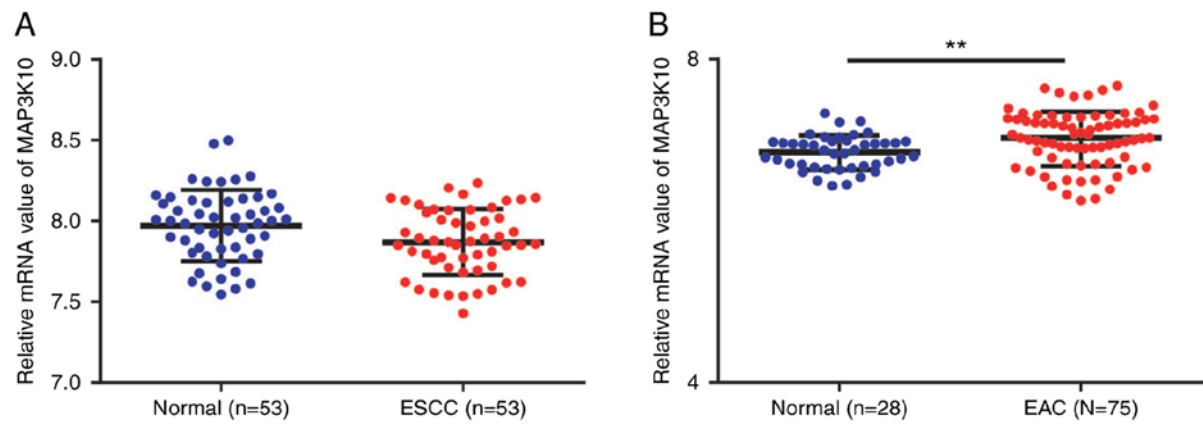 A
Relative mRNA value of MAP3K10
9.0
8.5
8.0
7.5
7.0
Normal (n=53)
ESCC (n=53)
B
Relative mRNA value of MAP3K10
8
4
**
Normal (n=28)
EAC (N=75)